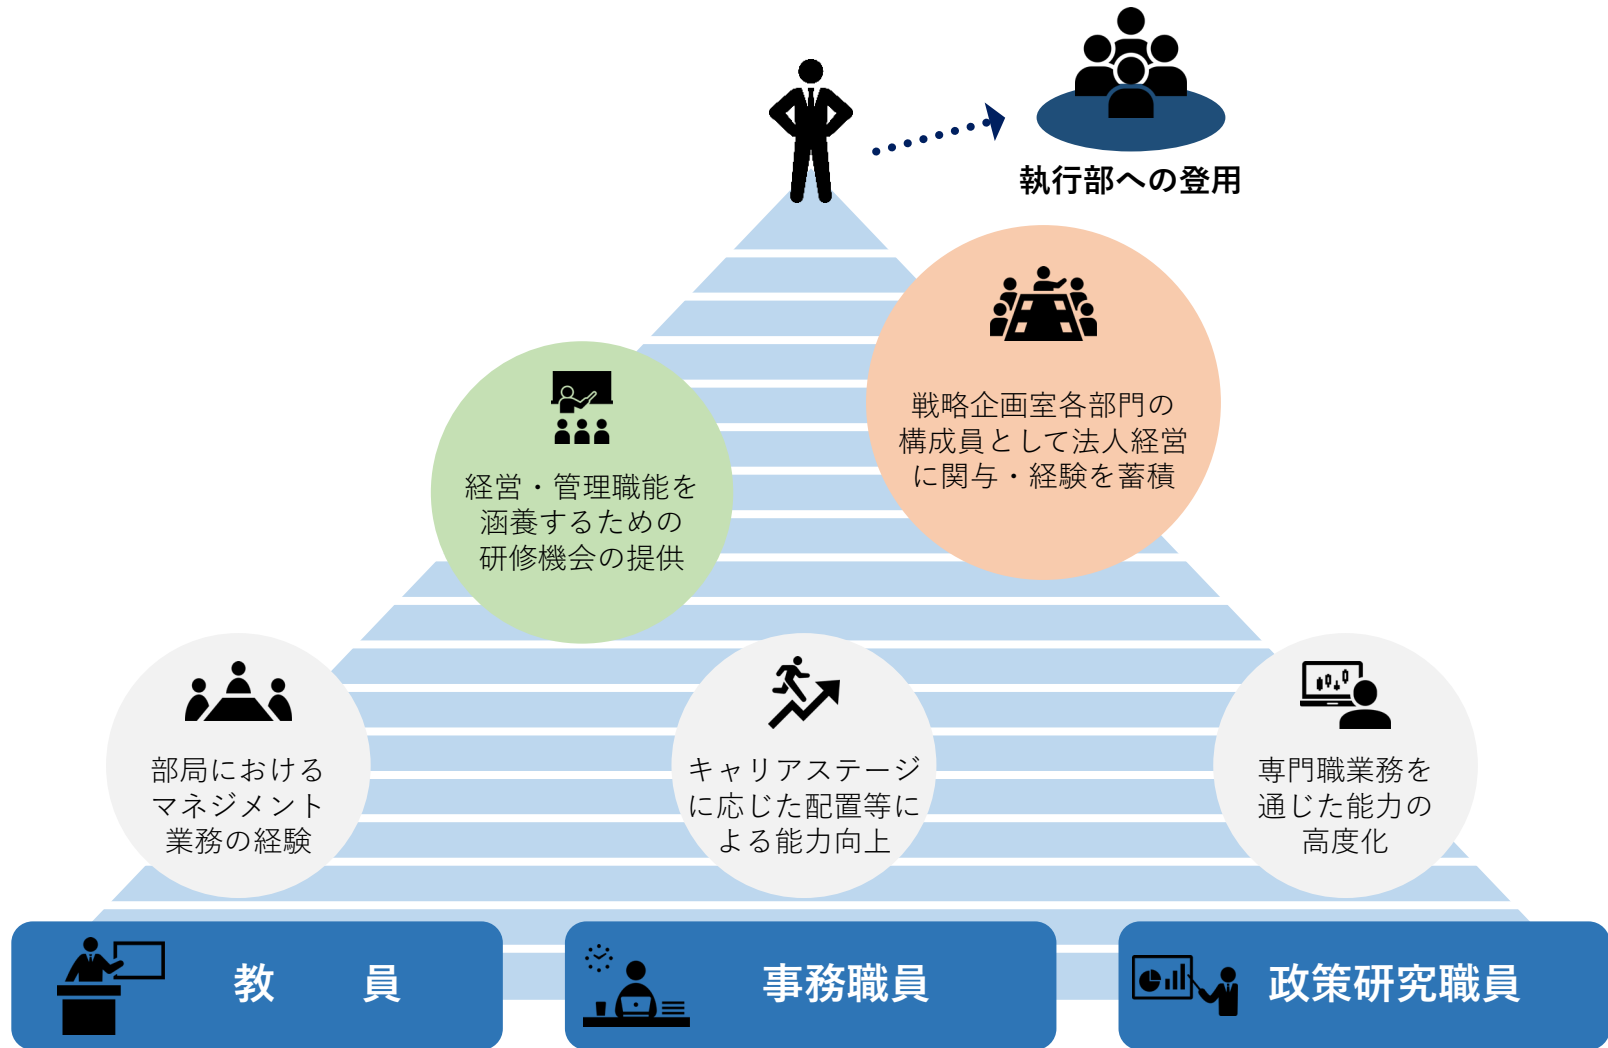 執行部への登用
戦略企画室各部門の
構成員として法人経営
に関与・経験を蓄積
経営・管理職能を
涵養するための
研修機会の提供
部局における
マネジメント
業務の経験
キャリアステージ
に応じた配置等に
よる能力向上
専門職業務を
通じた能力の
高度化
教　　員
事務職員
政策研究職員